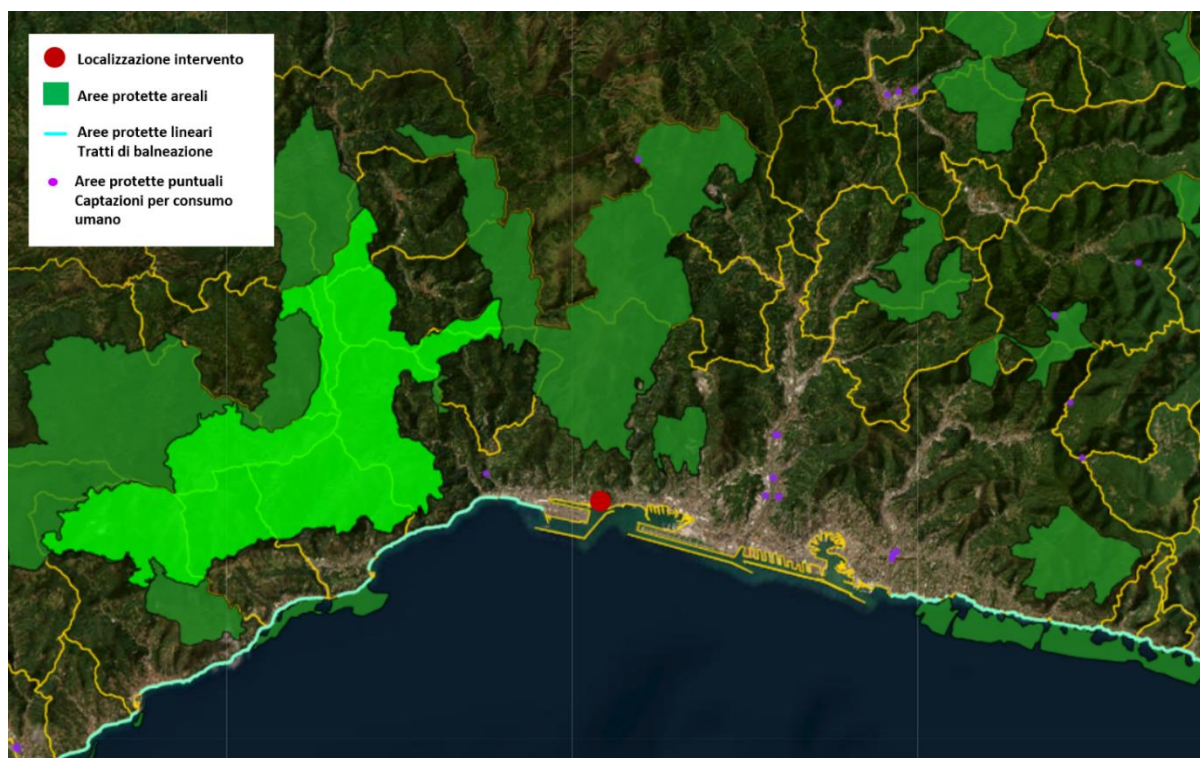 Localizzazione intervento
Aree protette areali
Aree protette lineari
Tratti di balneazione
Aree protette puntuali
Captazioni per consumo
umano